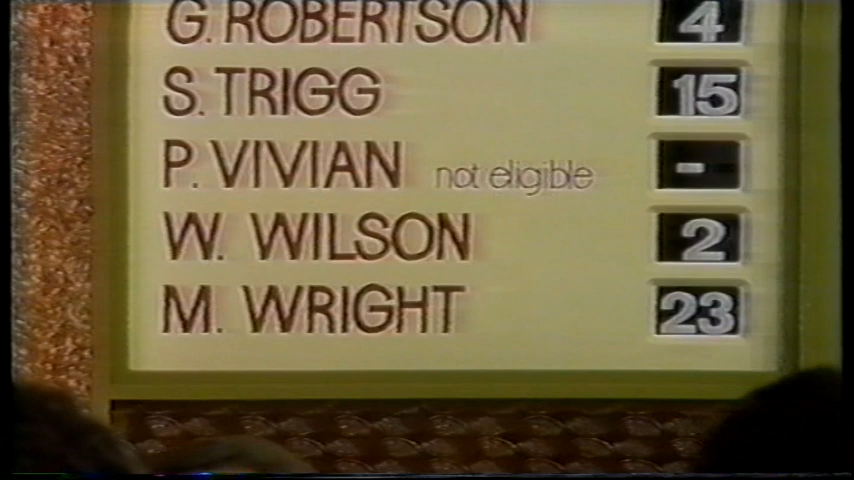 G. ROBERTSON 4
S. TRIGG 15
P. VIVIAN not eligible -
W. WILSON 2
M. WRIGHT 23